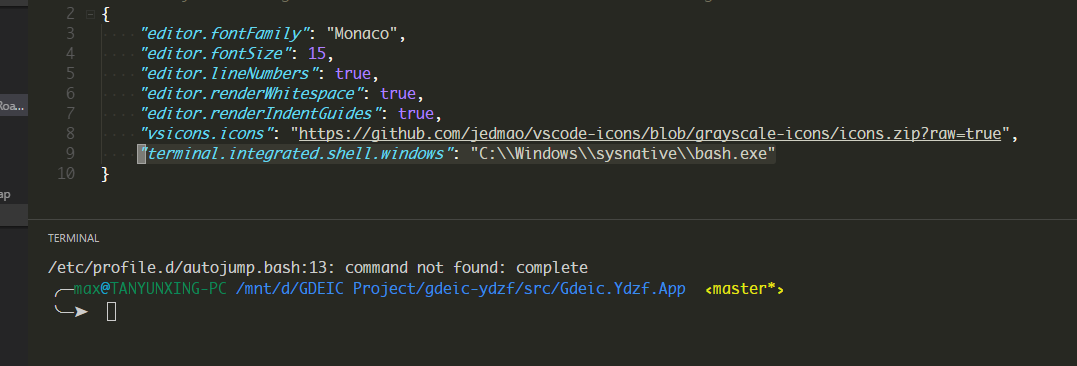 2 {
Roa...
3 "editor.fontFamily": "Monaco",
4 "editor.fontSize": 15,
5 "editor.lineNumbers": true,
6 "editor.renderWhitespace": true,
7 "editor.renderIndentGuides": true,
8 "vsicons.icons": "https://github.com/jedmao/vscode-icons/blob/grayscale-icons/icons.zip?raw=true",
9 "terminal.integrated.shell.windows": "C:\\Windows\\sysnative\\bash.exe"
10 }
ap
TERMINAL
/etc/profile.d/autojump.bash:13: command not found: complete
╭─max@TANYUNXING-PC /mnt/d/GDEIC Project/gdeic-ydzf/src/Gdeic.Ydzf.App ‹master*›
╰─➤